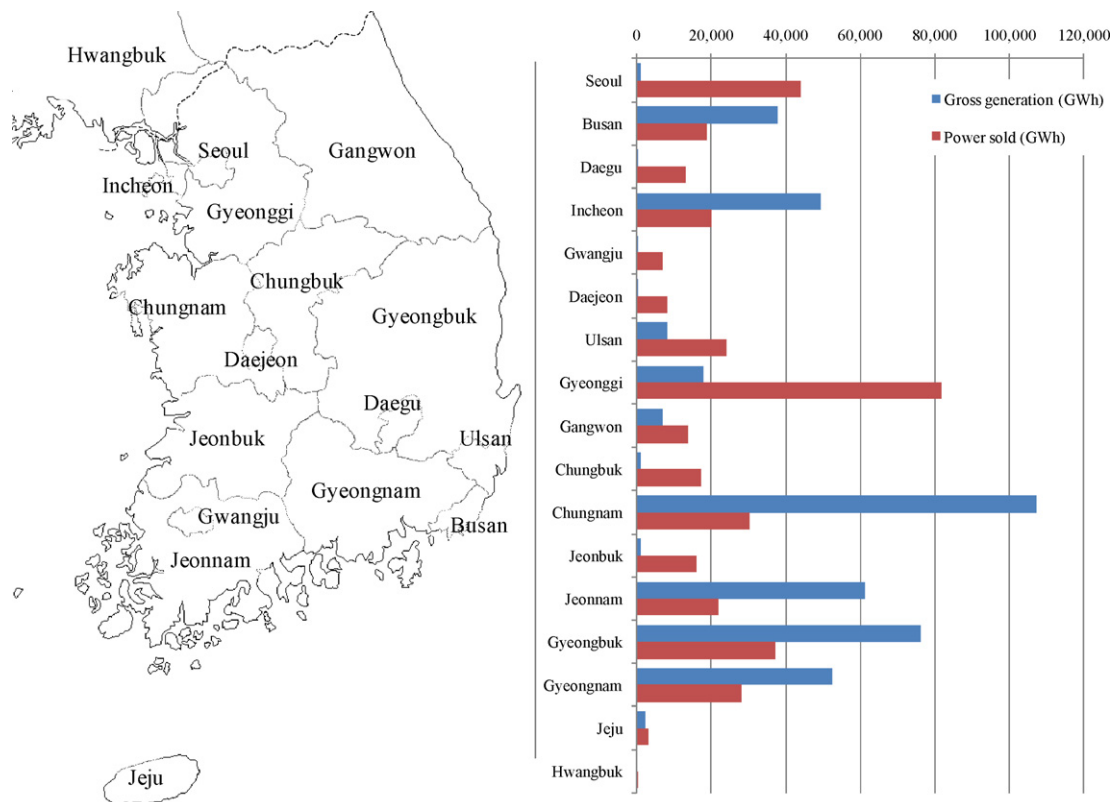 Hwangbuk
Seoul
Gangwon
Incheon
Gyeonggi
Chungbuk
Chungnam
Gyeongbuk
Daejeon
Daegu
Jeonbuk
Ulsan
Gyeongnam
Gwangju
Busan
Jeonnam
Jeju
0 20,000 40,000 60,000 80,000 100,000 120,000
Gross generation (GWh)
Power sold (GWh)
Seoul
Busan
Daegu
Incheon
Gwangju
Daejeon
Ulsan
Gyeonggi
Gangwon
Chungbuk
Chungnam
Jeonbuk
Jeonnam
Gyeongbuk
Gyeongnam
Jeju
Hwangbuk